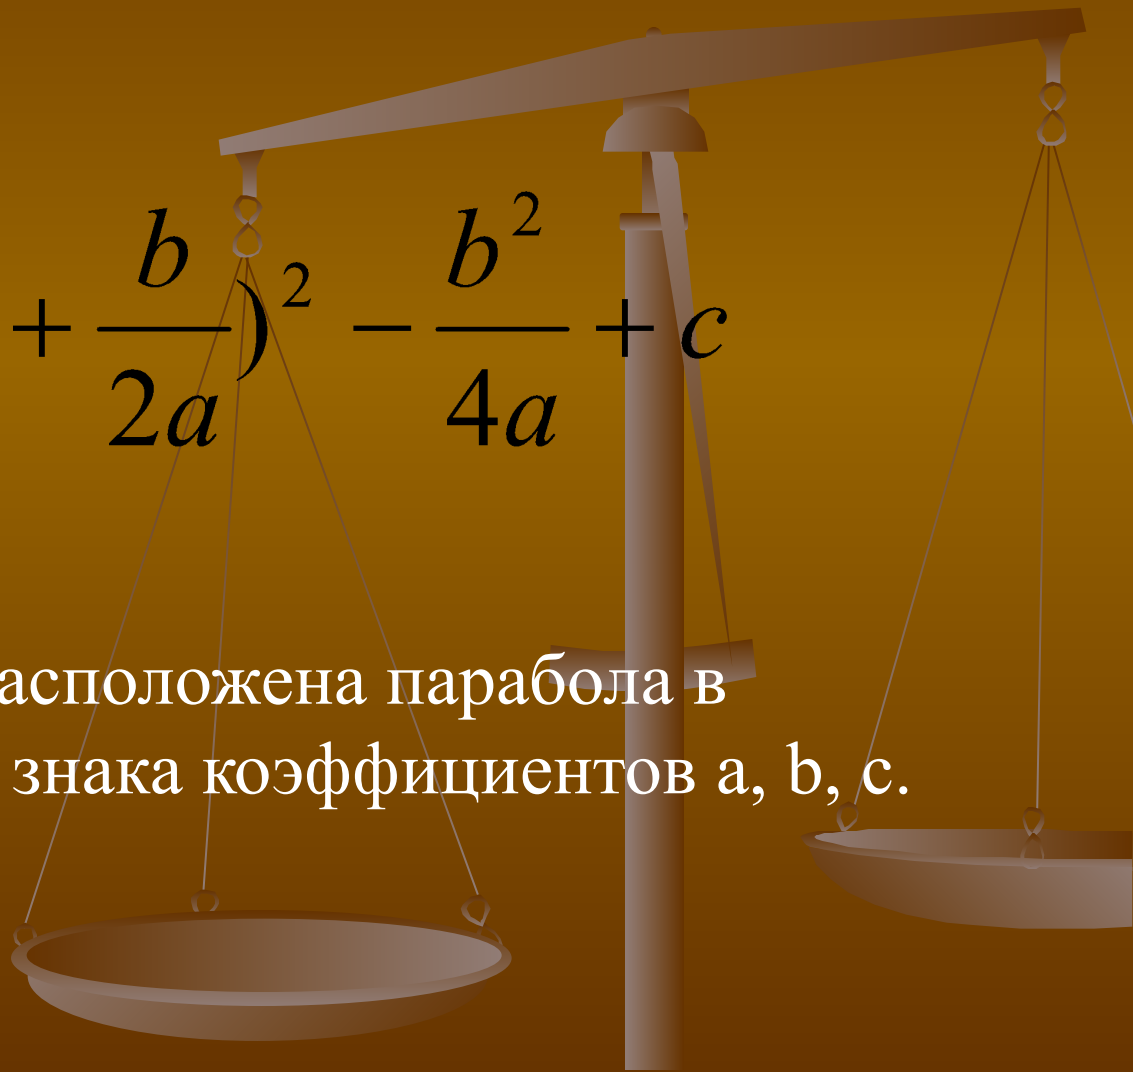 + b/2a)² − b²/4a + c
асположена парабола в
знака коэффициентов a, b, c.